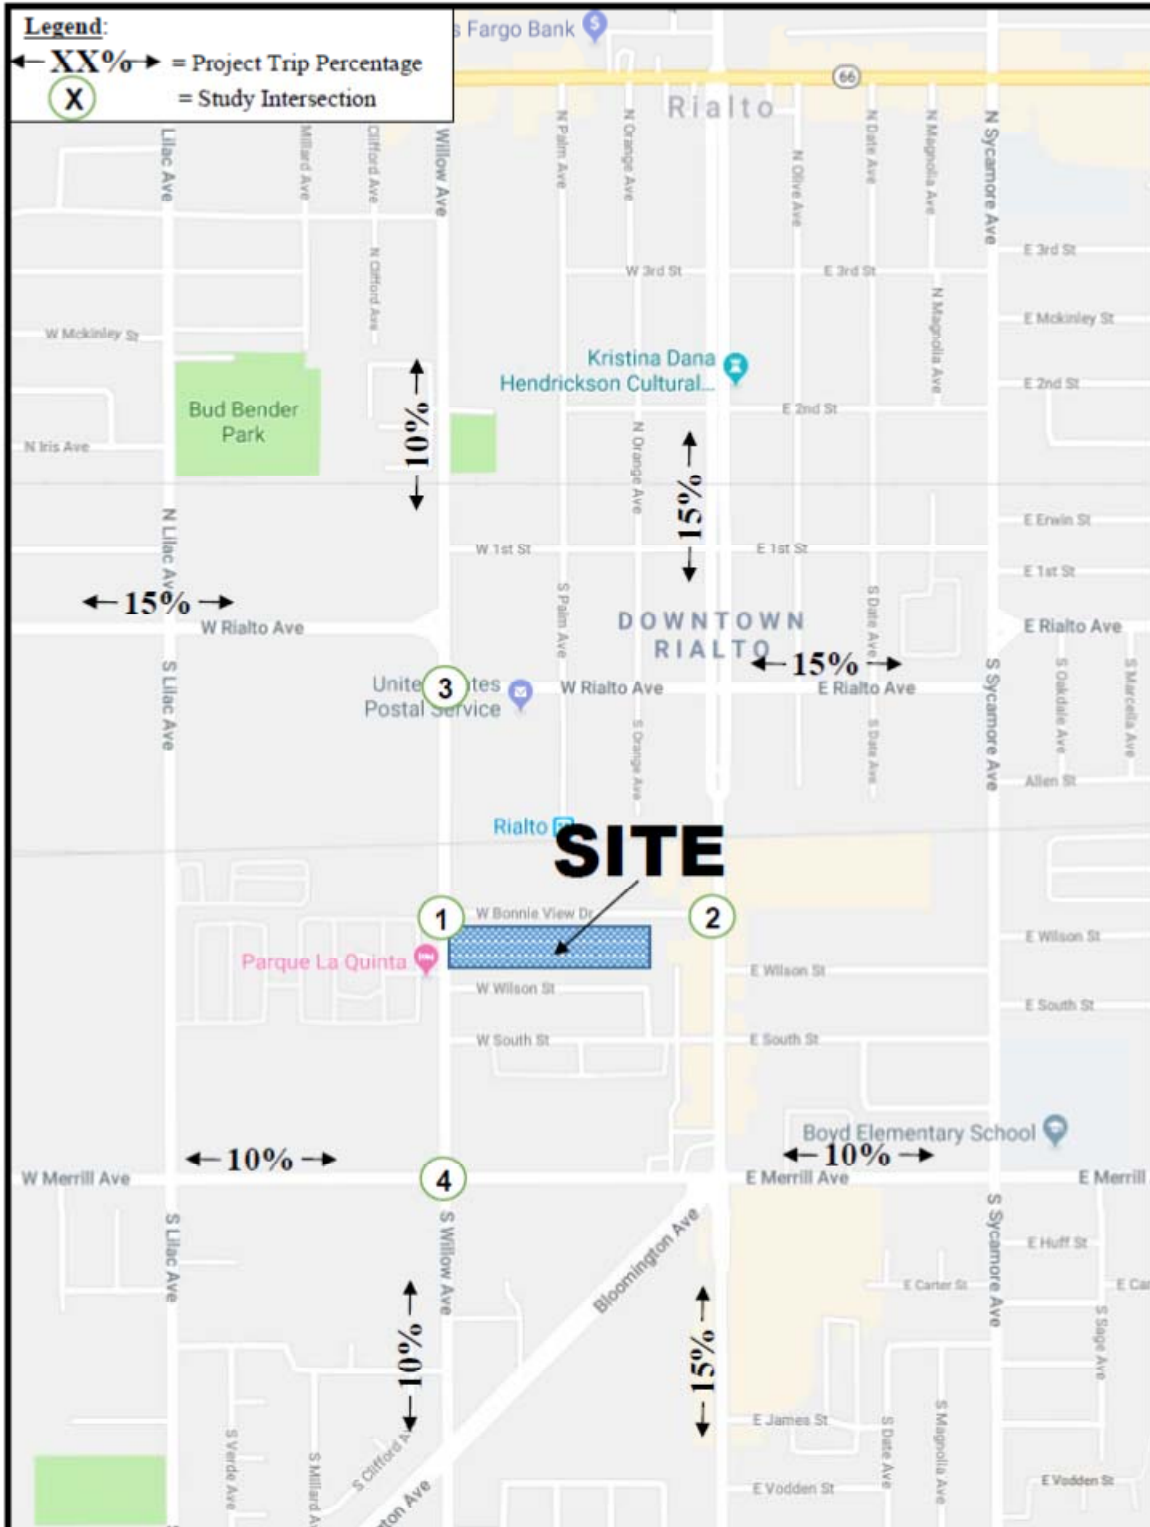 Legend:
XX% = Project Trip Percentage
X = Study Intersection
s Fargo Bank
66
Rialto
Lilac Ave
Millard Ave
Clifford Ave
Willow Ave
N Palm Ave
N Orange Ave
N Olive Ave
N Date Ave
N Magnolia Ave
N Sycamore Ave
N Clifford Ave
E 3rd St
W 3rd St
E 3rd St
N Magnolia Ave
W Mckinley St
E Mckinley St
Kristina Dana
Hendrickson Cultural...
E 2nd St
Bud Bender
Park
10%
E 2nd St
N Iris Ave
N Orange Ave
15%
N Lilac Ave
E Erwin St
W 1st St
E 1st St
E 1st St
15%
S Palm Ave
S Date Ave
W Rialto Ave
DOWNTOWN
RIALTO
E Rialto Ave
15%
S Lilac Ave
United States
Postal Service
3
W Rialto Ave
E Rialto Ave
S Sycamore Ave
S Oakdale Ave
S Marcella Ave
S Orange Ave
S Date Ave
Allen St
Rialto
SITE
1
W Bonnie View Dr
2
E Wilson St
Parque La Quinta
E Wilson St
W Wilson St
E South St
W South St
E South St
Boyd Elementary School
10%
10%
W Merrill Ave
4
E Merrill Ave
E Merrill
S Lilac Ave
S Willow Ave
Bloomington Ave
S Sycamore Ave
E Huff St
E Carter St
E Ca
10%
15%
S Sage Ave
E James St
S Verde Ave
S Millard A
S Clifford A
ton Ave
S Date Ave
S Magnolia Ave
E Vodden St
E Vodden St